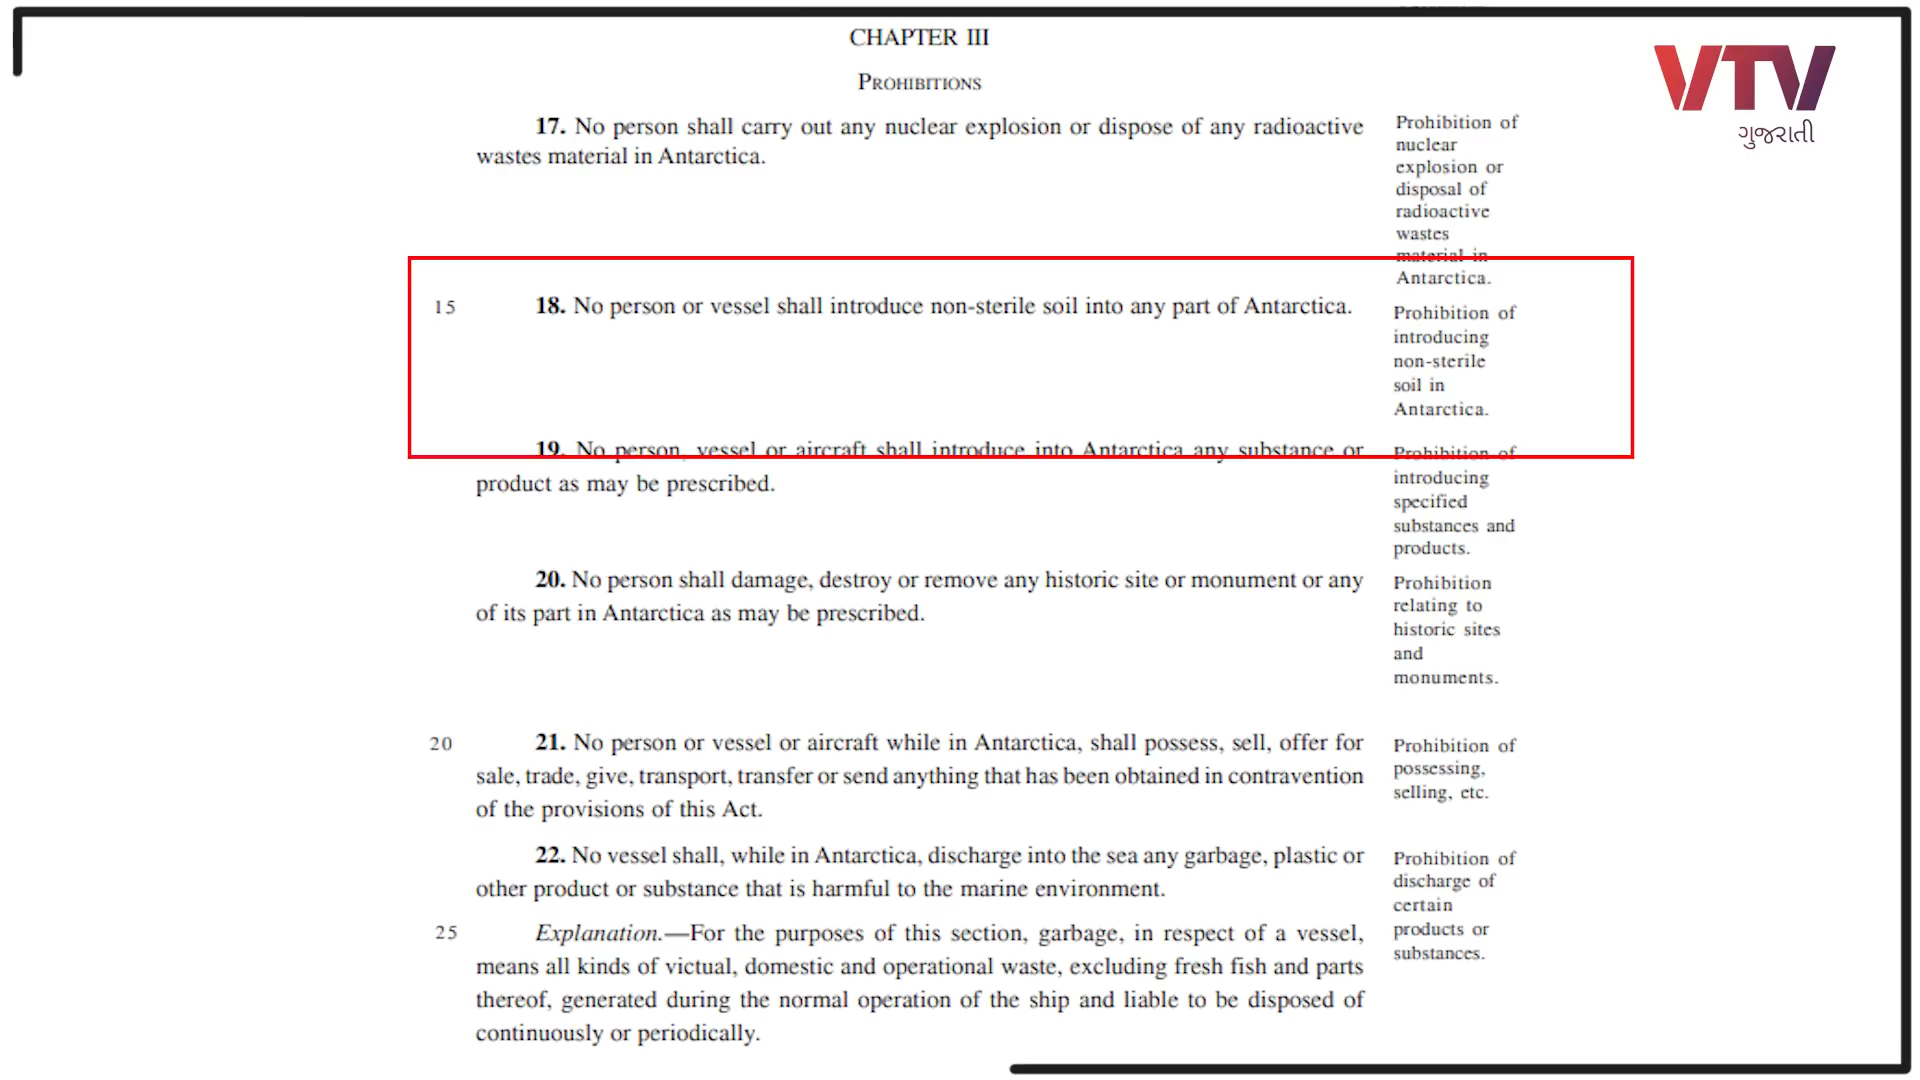 CHAPTER III
PROHIBITIONS
VTV
ગુજરાતી
17. No person shall carry out any nuclear explosion or dispose of any radioactive
wastes material in Antarctica.
Prohibition of
nuclear
explosion or
disposal of
radioactive
wastes
material in
Antarctica.
15
18. No person or vessel shall introduce non-sterile soil into any part of Antarctica.
Prohibition of
introducing
non-sterile
soil in
Antarctica.
19. No person, vessel or aircraft shall introduce into Antarctica any substance or
product as may be prescribed.
Prohibition of
introducing
specified
substances and
products.
20. No person shall damage, destroy or remove any historic site or monument or any
of its part in Antarctica as may be prescribed.
Prohibition
relating to
historic sites
and
monuments.
20
21. No person or vessel or aircraft while in Antarctica, shall possess, sell, offer for
sale, trade, give, transport, transfer or send anything that has been obtained in contravention
of the provisions of this Act.
Prohibition of
possessing,
selling, etc.
22. No vessel shall, while in Antarctica, discharge into the sea any garbage, plastic or
other product or substance that is harmful to the marine environment.
Prohibition of
discharge of
certain
products or
substances.
25
Explanation.—For the purposes of this section, garbage, in respect of a vessel,
means all kinds of victual, domestic and operational waste, excluding fresh fish and parts
thereof, generated during the normal operation of the ship and liable to be disposed of
continuously or periodically.